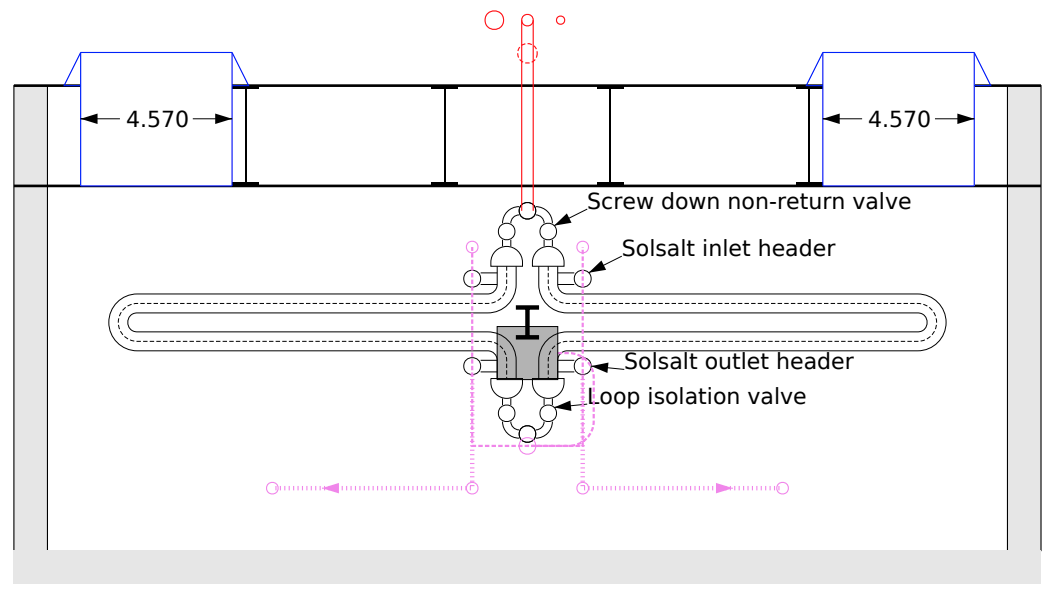 4.570
4.570
Screw down non-return valve
Solsalt inlet header
Solsalt outlet header
Loop isolation valve